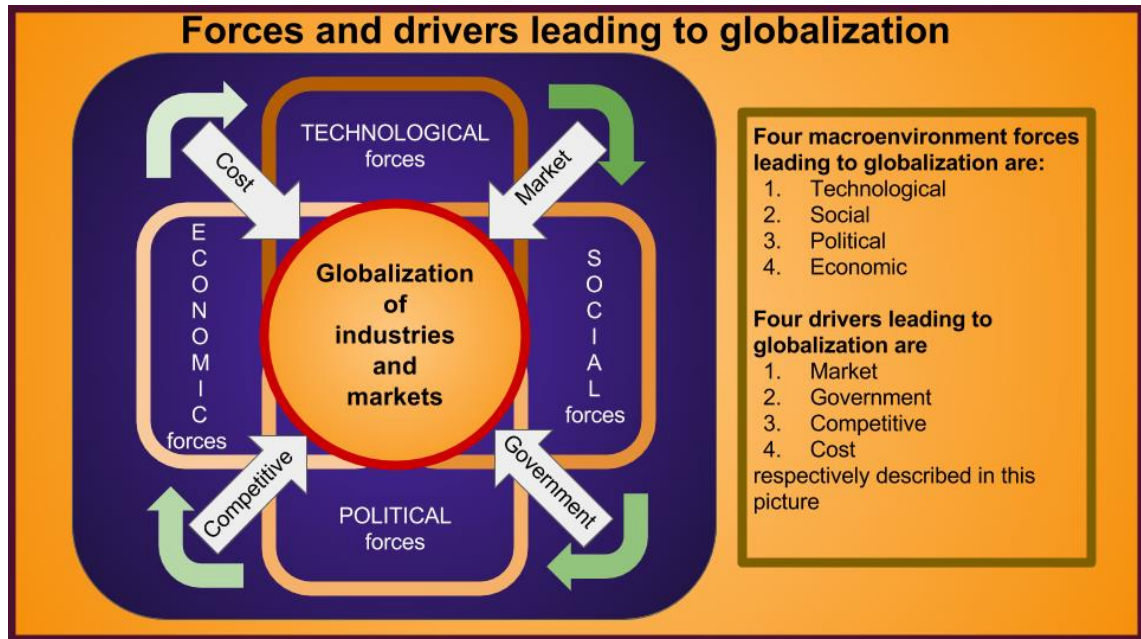 Forces and drivers leading to globalization
TECHNOLOGICAL
forces
Cost
Market
ECONOMIC
forces
Globalization
of
industries
and
markets
SOCIAL
forces
Competitive
Government
POLITICAL
forces
Four macroenvironment forces
leading to globalization are:
1. Technological
2. Social
3. Political
4. Economic
Four drivers leading to
globalization are
1. Market
2. Government
3. Competitive
4. Cost
respectively described in this
picture